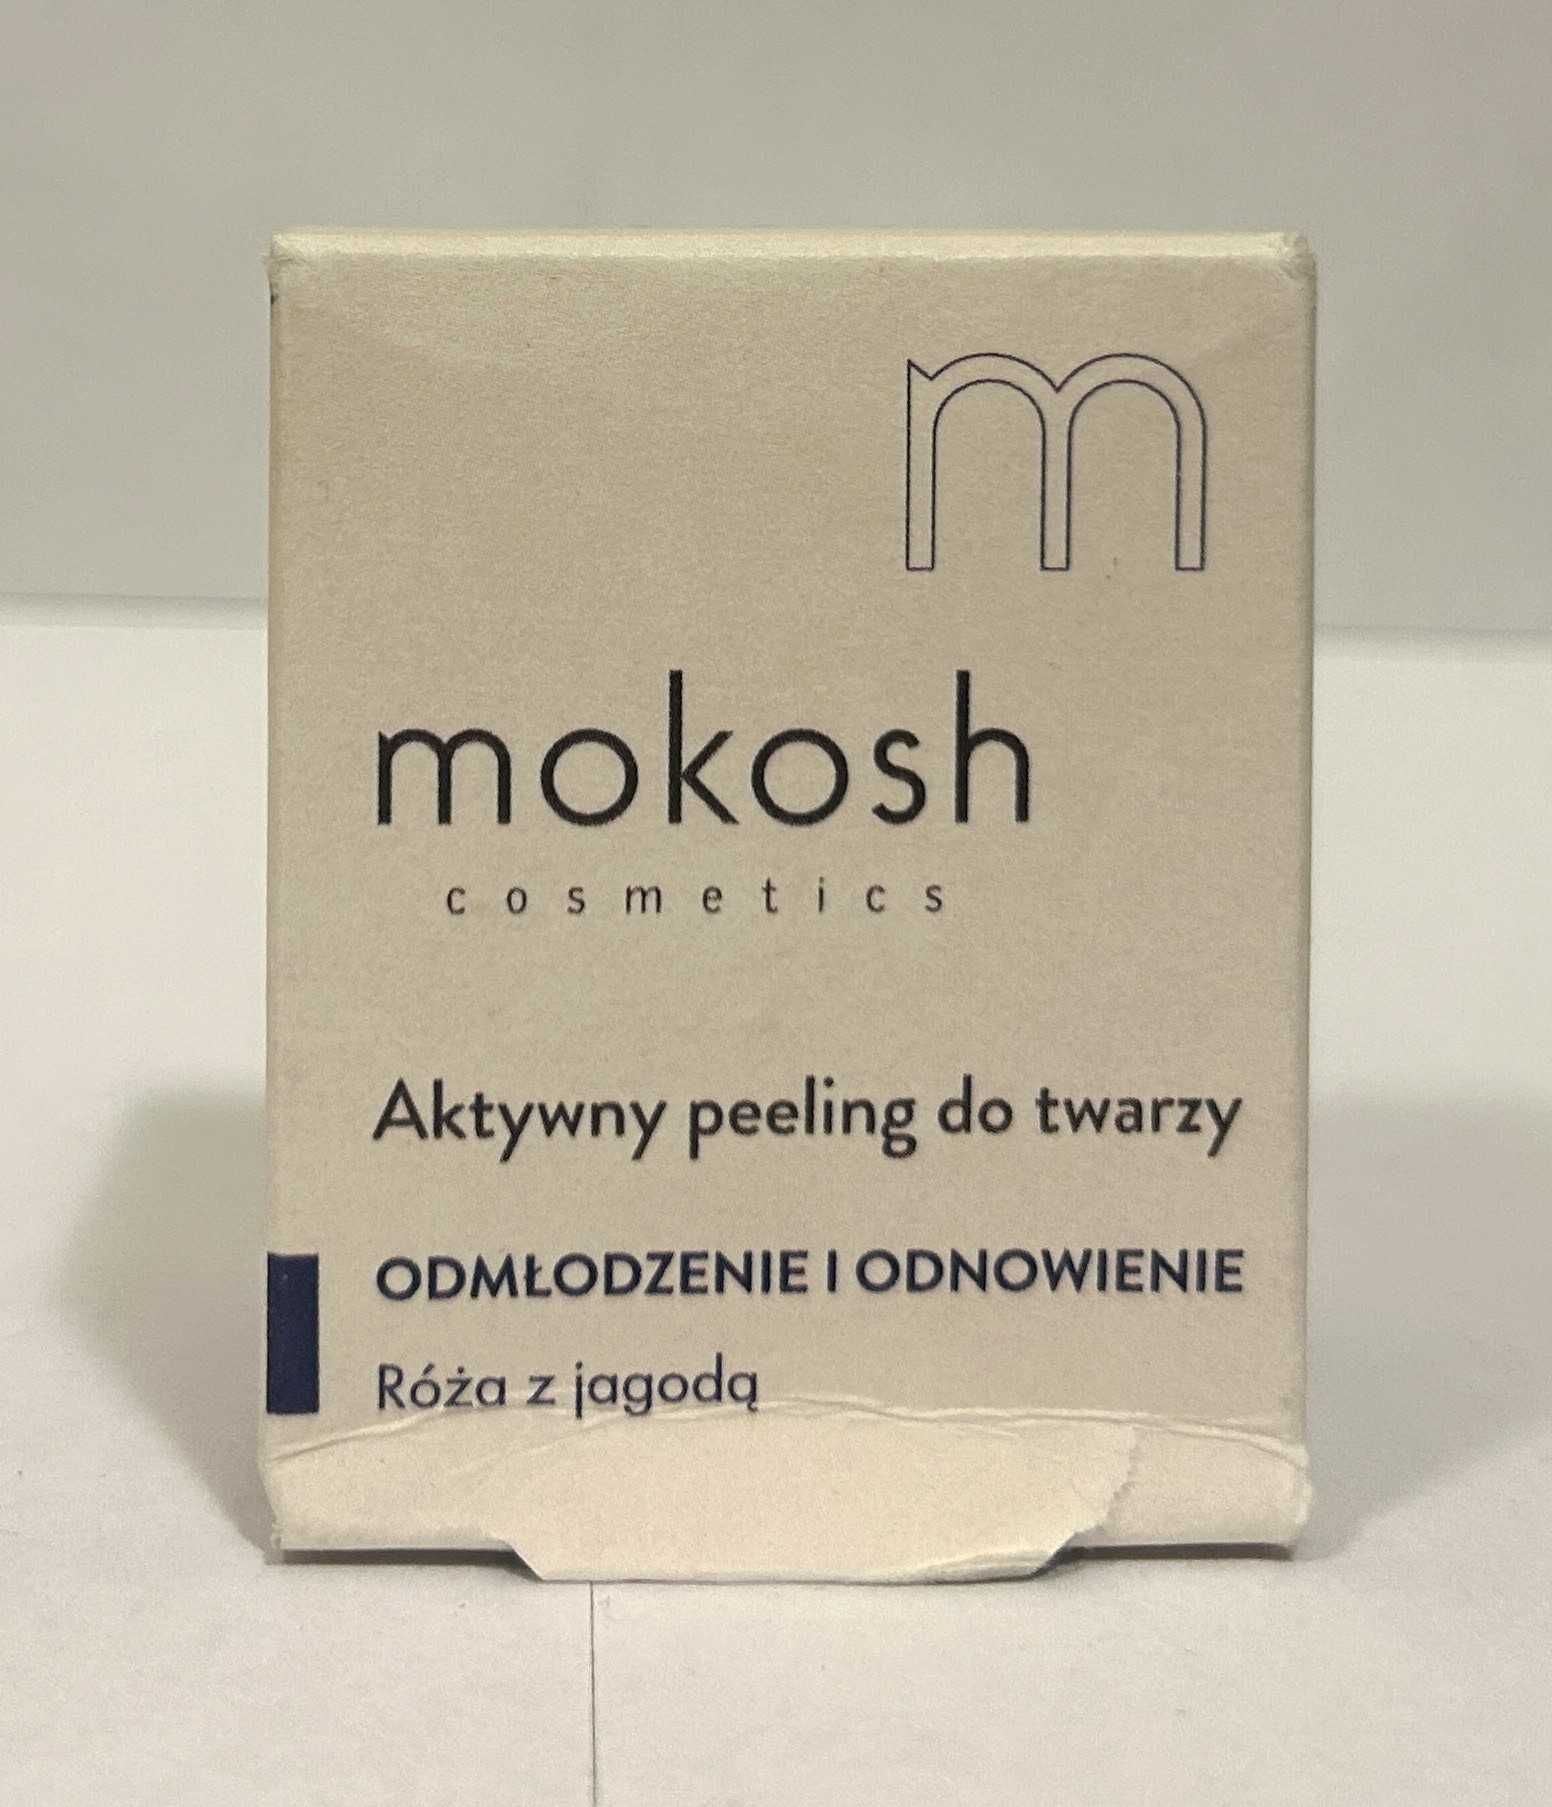 m
mokosh
cosmetics
Aktywny peeling do twarzy
ODMŁODZENIE I ODNOWIENIE
Róża z jagodą